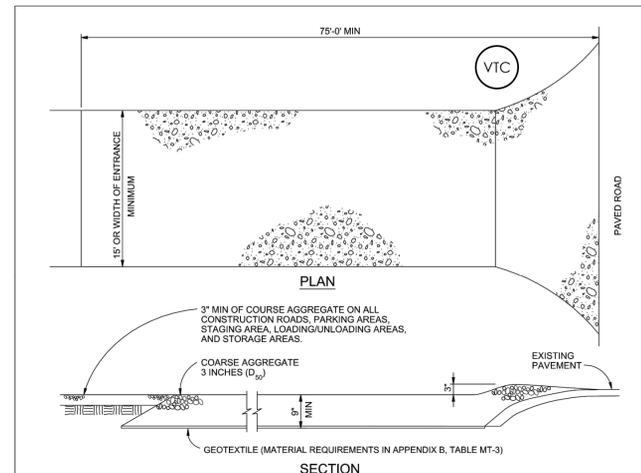 75'-0' MIN
VTC
15' OR WIDTH OF ENTRANCE
MINIMUM
PAVED ROAD
PLAN
3" MIN OF COURSE AGGREGATE ON ALL
CONSTRUCTION ROADS, PARKING AREAS,
STAGING AREA, LOADING/UNLOADING AREAS,
AND STORAGE AREAS.
COARSE AGGREGATE
3 INCHES (D50)
EXISTING
PAVEMENT
3"
9"
MIN
GEOTEXTILE (MATERIAL REQUIREMENTS IN APPENDIX B, TABLE MT-3)
SECTION